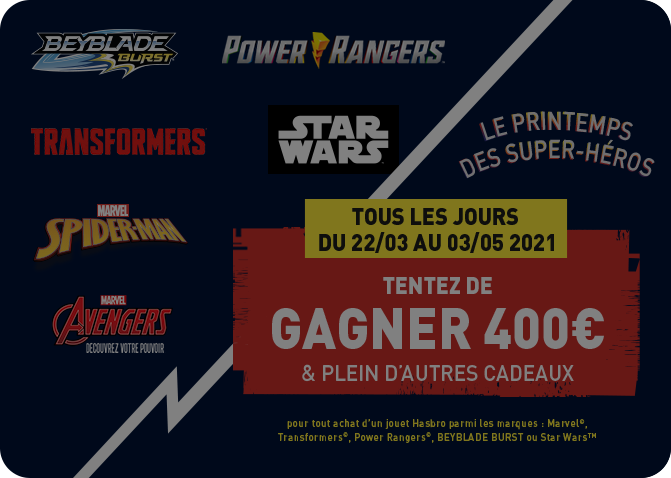 BEYBLADE
BURST
POWER RANGERS
TRANSFORMERS
STAR
WARS
LE PRINTEMPS
DES SUPER-HÉROS
MARVEL
SPIDER-MAN
TOUS LES JOURS
DU 22/03 AU 03/05 2021
MARVEL
AVENGERS
DÉCOUVREZ VOTRE POUVOIR
TENTEZ DE
GAGNER 400€
& PLEIN D'AUTRES CADEAUX
pour tout achat d'un jouet Hasbro parmi les marques : Marvel©,
Transformers©, Power Rangers©, BEYBLADE BURST ou Star Wars™